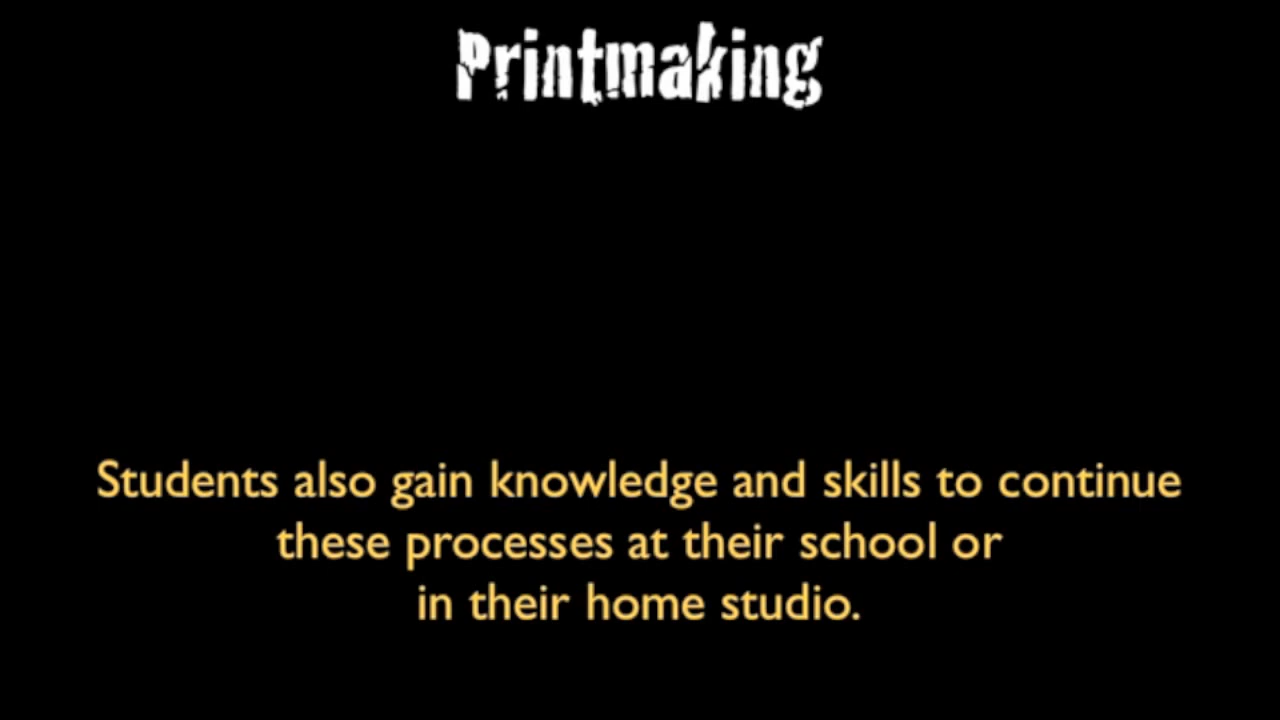 Printmaking
Students also gain knowledge and skills to continue
these processes at their school or
in their home studio.